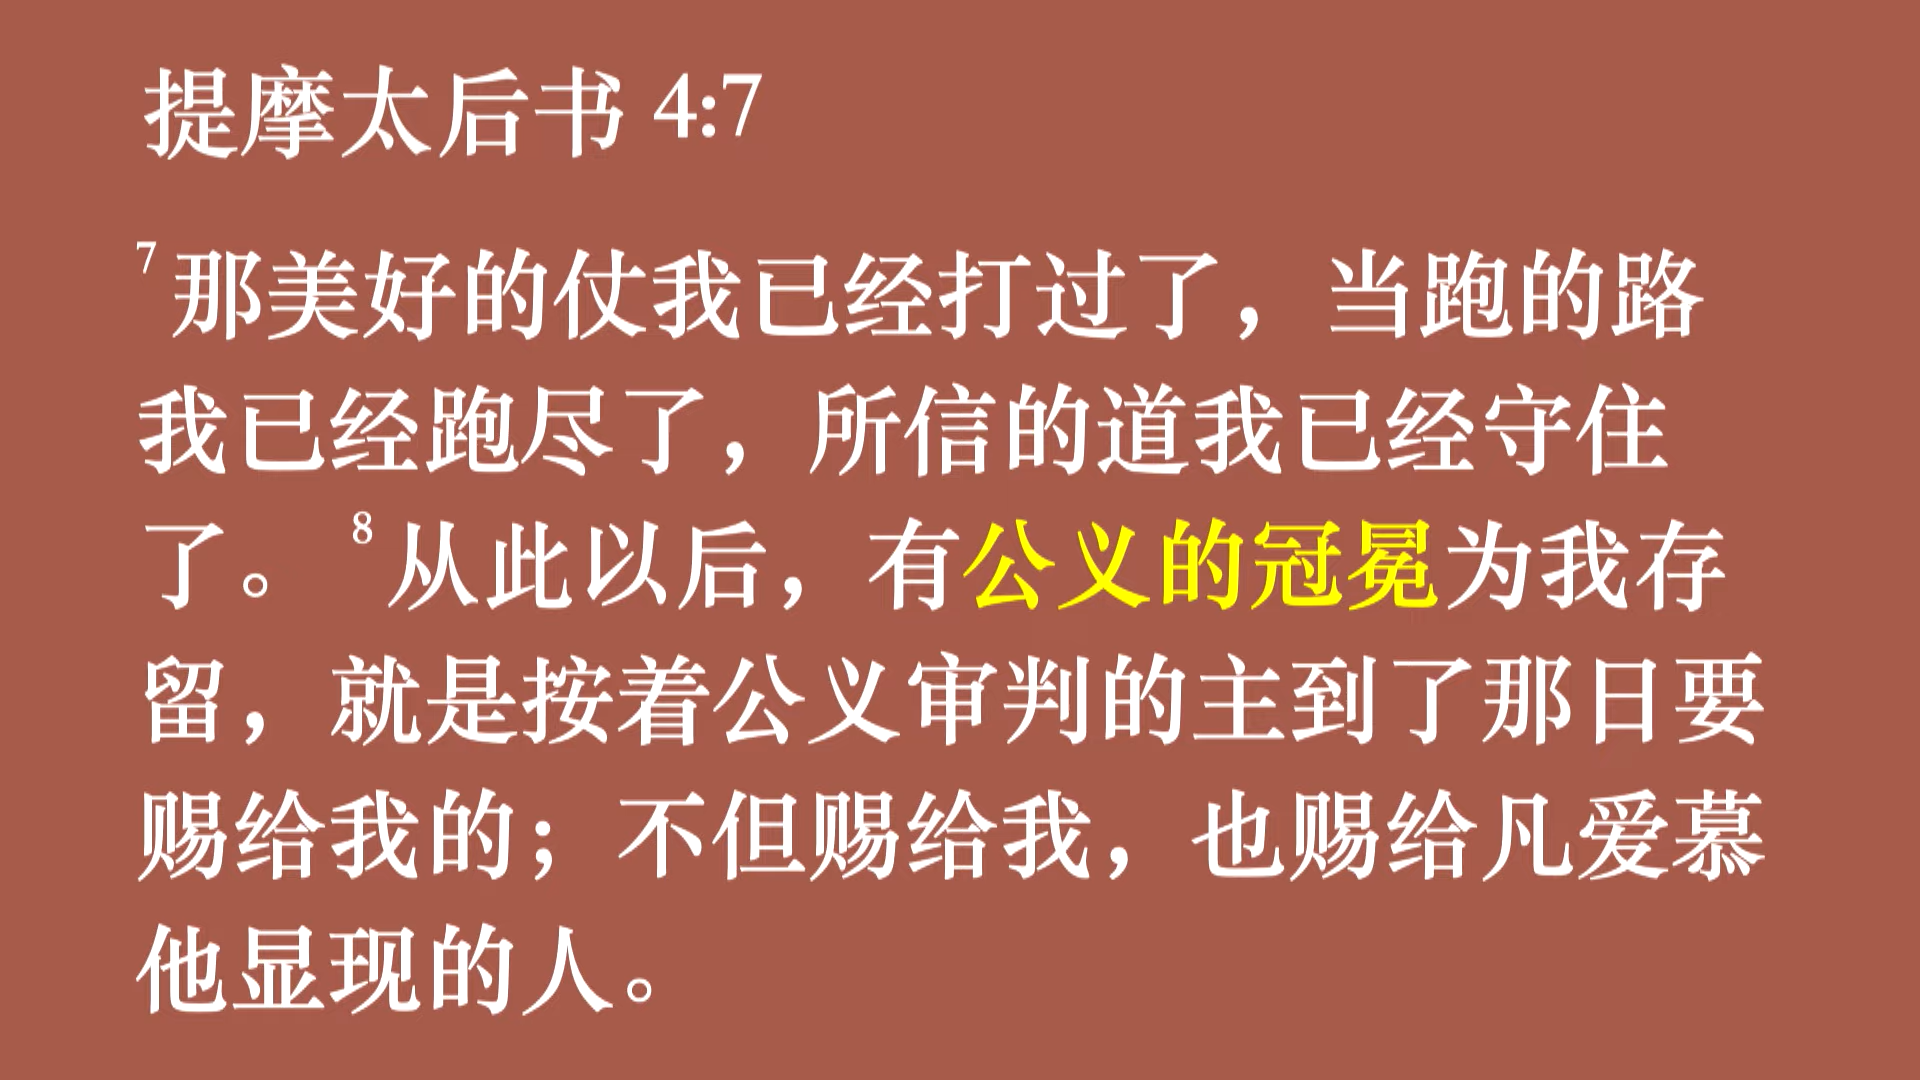 提摩太后书 4:7
7 那美好的仗我已经打过了，当跑的路
我已经跑尽了，所信的道我已经守住
了。 8 从此以后，有公义的冠冕为我存
留，就是按着公义审判的主到了那日要
赐给我的；不但赐给我，也赐给凡爱慕
他显现的人。